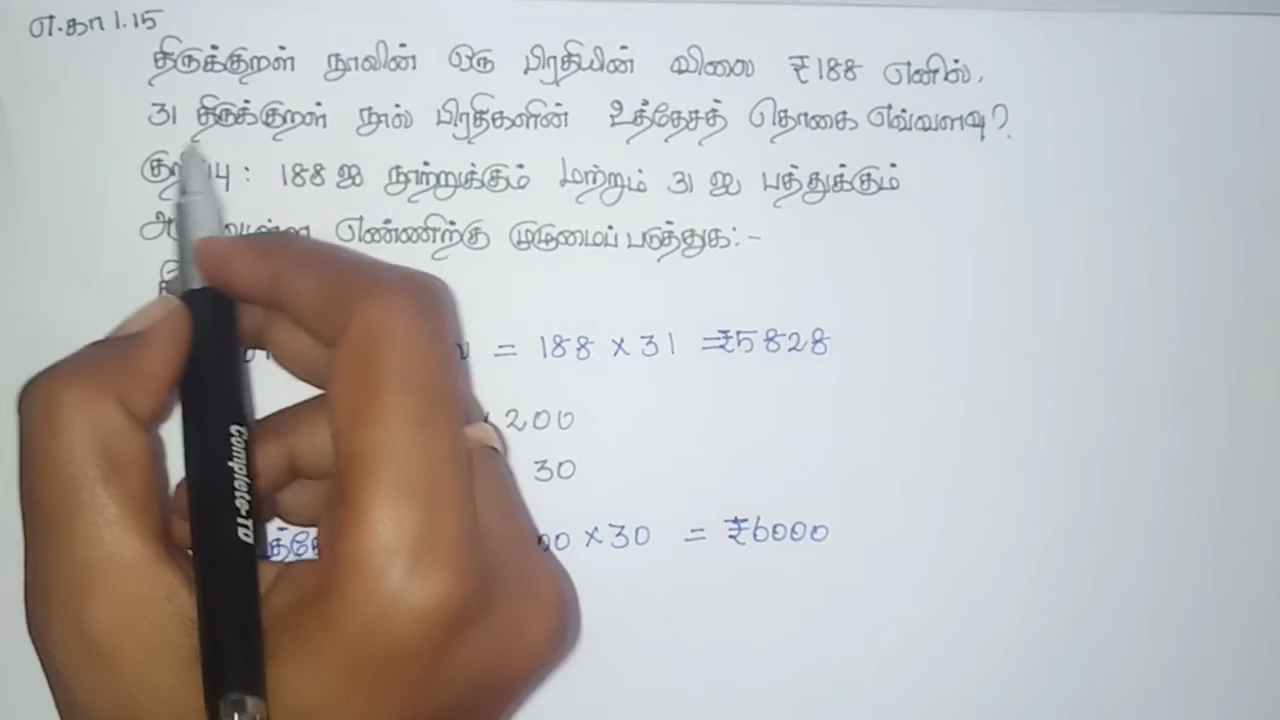 எ.கா 1.15
திருக்குறள் நூலின் ஒரு பிரதியின் விலை ₹188 எனில்,
31 திருக்குறள் நூல் பிரதிகளின் உத்தேசத் தொகை எவ்வளவு?
: 188 ஐ நூற்றுக்கும் மற்றும் 31 ஐ பத்துக்கும்
எண்ணிற்கு முழுமைப் படுத்துக:-
= 188 × 31 = ₹5828
200
30
× 30 = ₹6000
Complete-TD